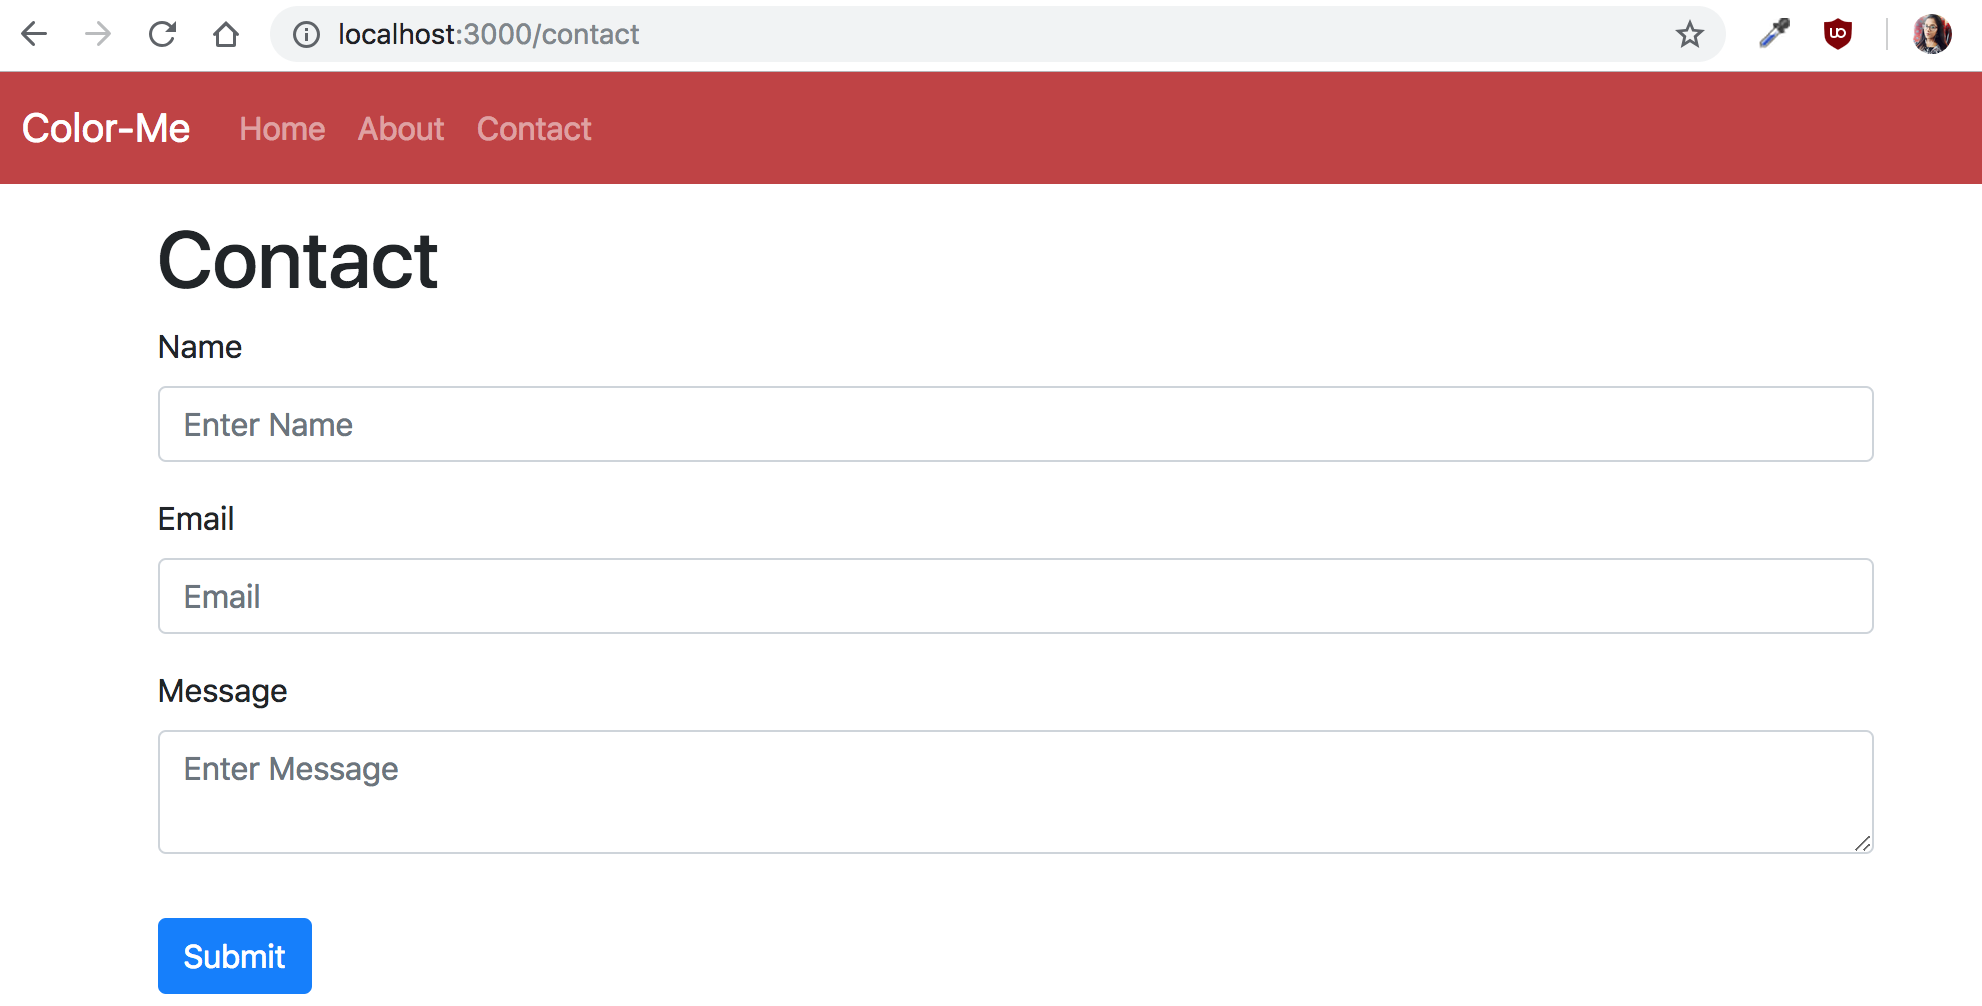 localhost:3000/contact
Color-Me Home About Contact
Contact
Name
Enter Name
Email
Email
Message
Enter Message
Submit